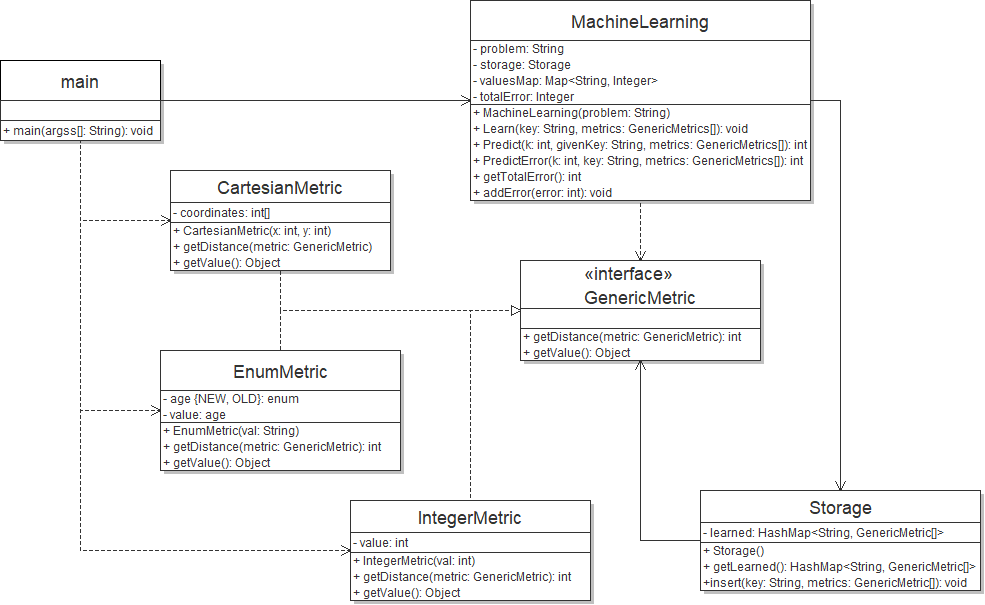 MachineLearning
- problem: String
- storage: Storage
- valuesMap: Map<String, Integer>
- totalError: Integer
+ MachineLearning(problem: String)
+ Learn(key: String, metrics: GenericMetrics[]): void
+ Predict(k: int, givenKey: String, metrics: GenericMetrics[]): int
+ PredictError(k: int, key: String, metrics: GenericMetrics[]): int
+ getTotalError(): int
+ addError(error: int): void
main
+ main(argss[]: String): void
CartesianMetric
- coordinates: int[]
+ CartesianMetric(x: int, y: int)
+ getDistance(metric: GenericMetric)
+ getValue(): Object
«interface»
GenericMetric
+ getDistance(metric: GenericMetric): int
+ getValue(): Object
EnumMetric
- age {NEW, OLD}: enum
- value: age
+ EnumMetric(val: String)
+ getDistance(metric: GenericMetric): int
+ getValue(): Object
IntegerMetric
- value: int
+ IntegerMetric(val: int)
+ getDistance(metric: GenericMetric): int
+ getValue(): Object
Storage
- learned: HashMap<String, GenericMetric[]>
+ Storage()
+ getLearned(): HashMap<String, GenericMetric[]>
+insert(key: String, metrics: GenericMetric[]): void